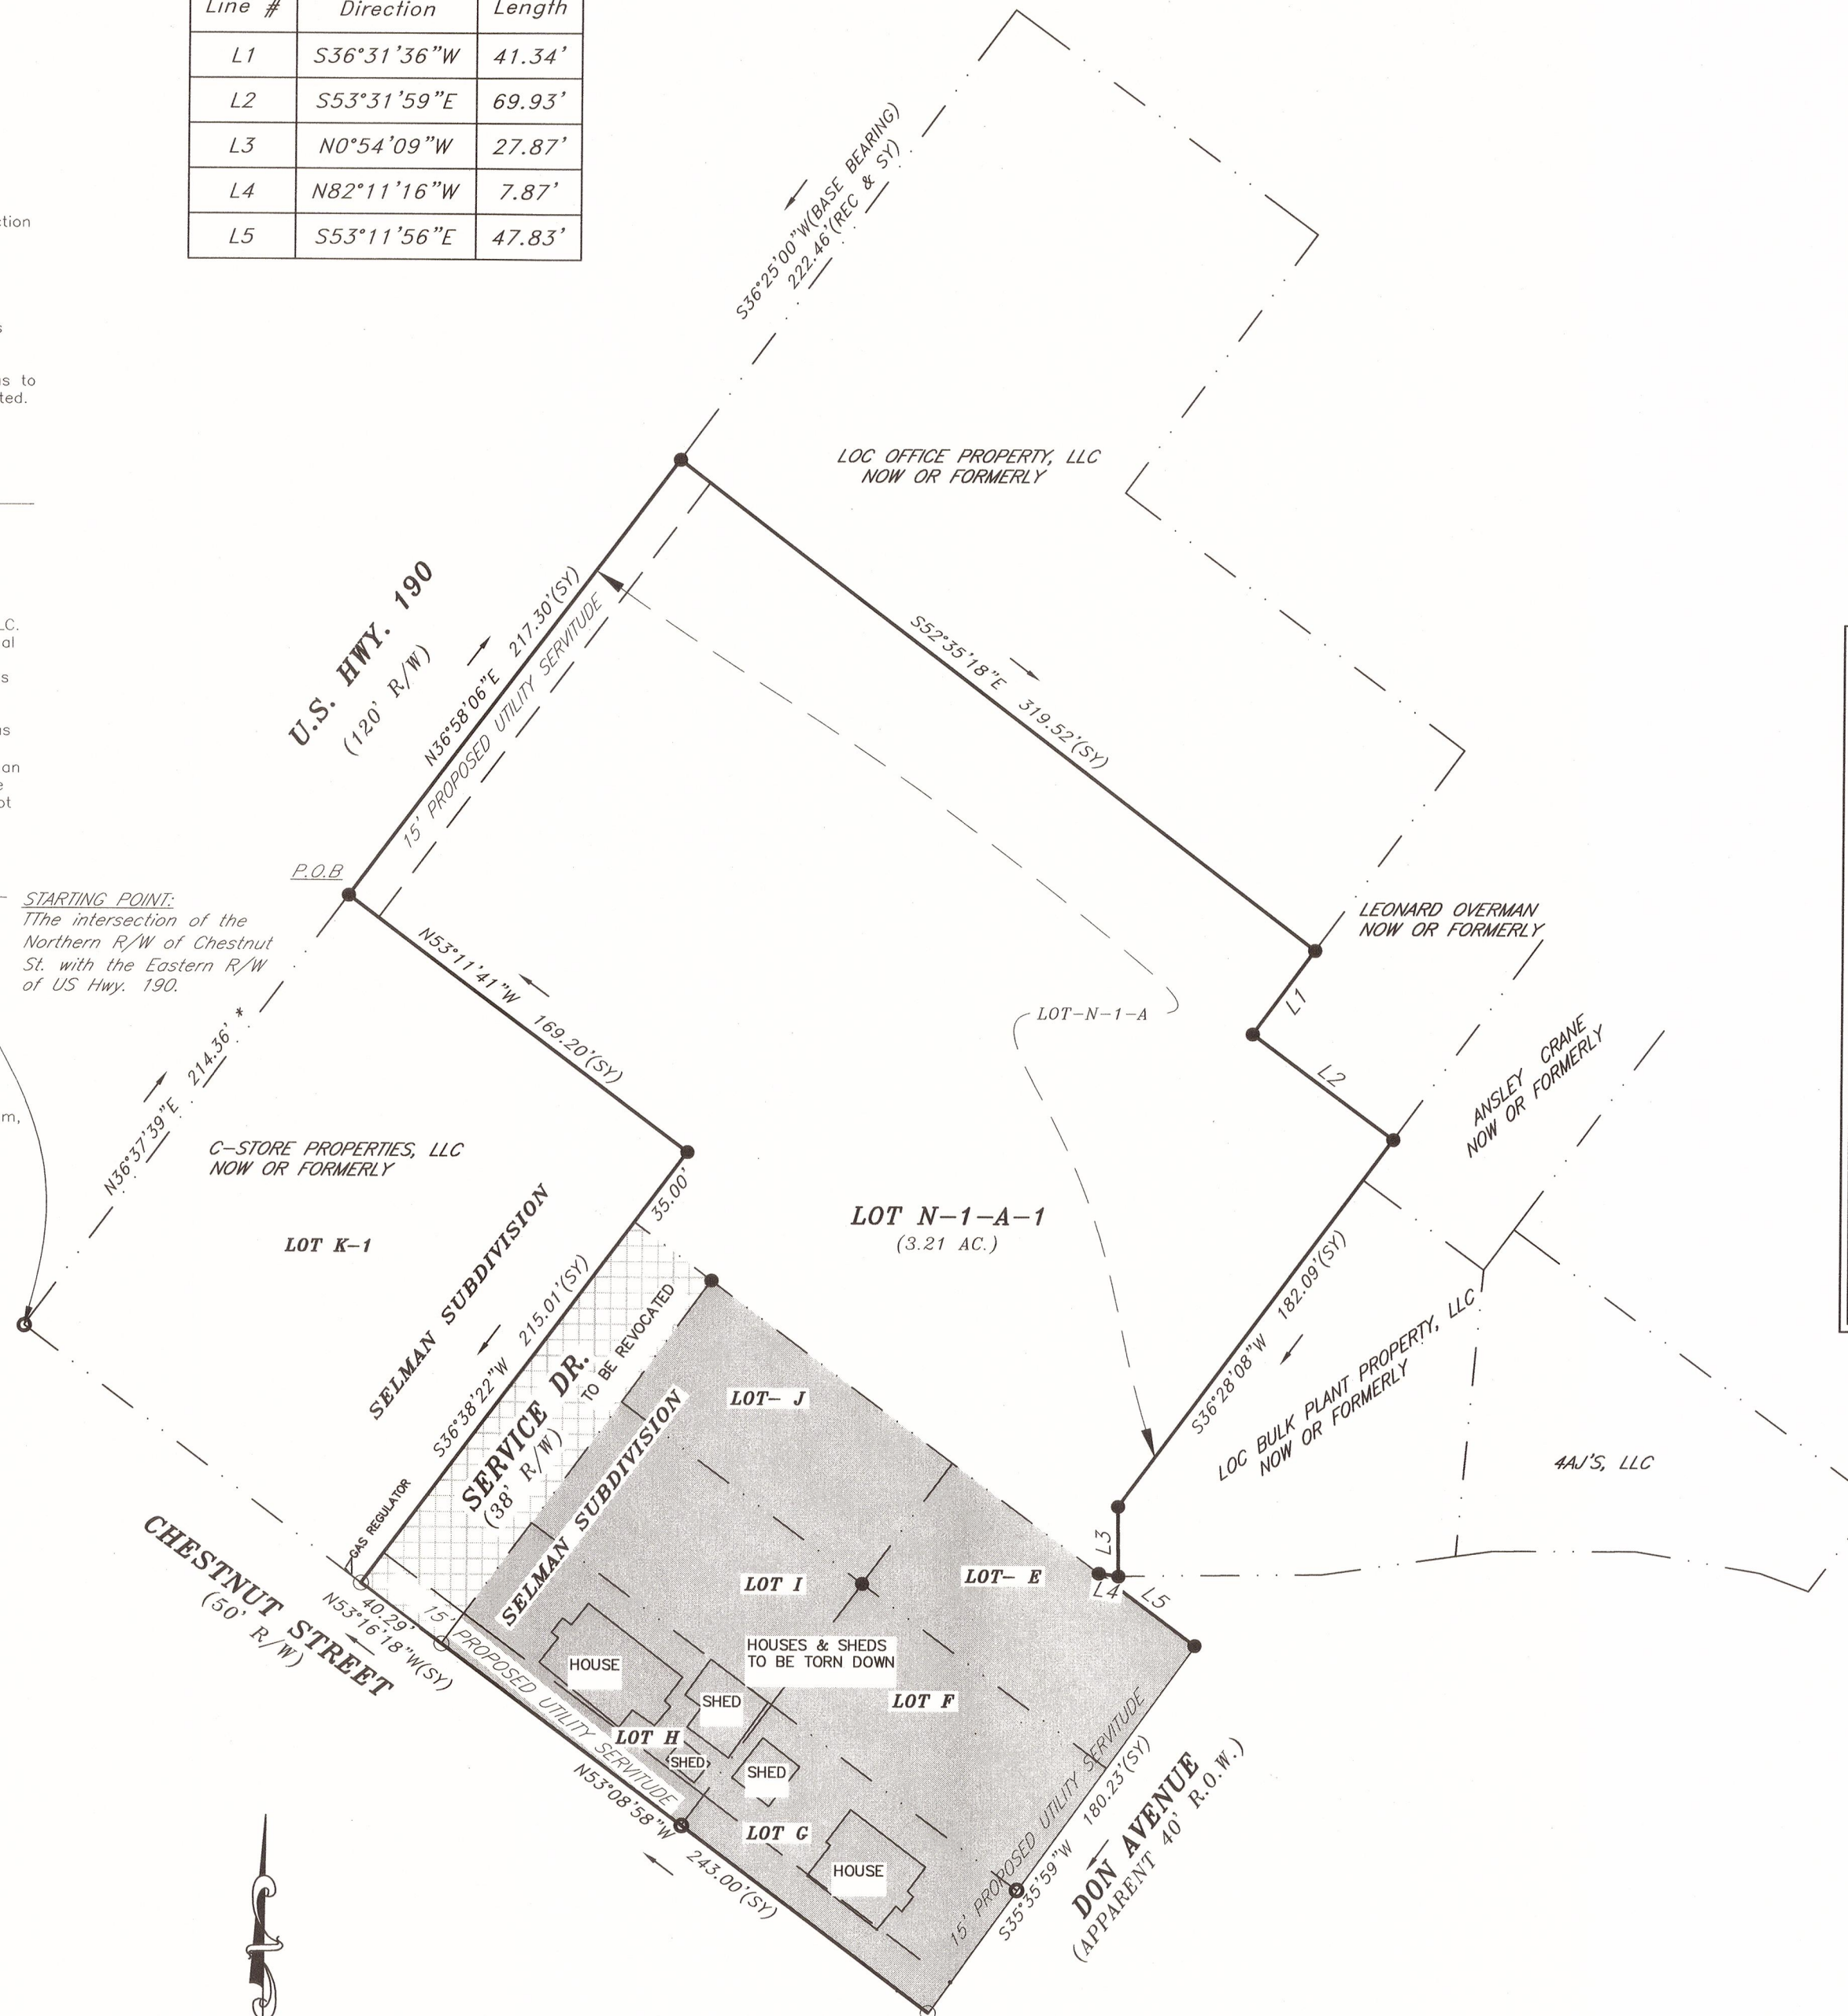 Line # Direction Length
L1 S36°31'36"W 41.34'
L2 S53°31'59"E 69.93'
L3 N0°54'09"W 27.87'
L4 N82°11'16"W 7.87'
L5 S53°11'56"E 47.83'
S36°25'00"W(BASE BEARING)
222.46'(REC & SY)
LOC OFFICE PROPERTY, LLC
NOW OR FORMERLY
U.S. HWY. 190
(120' R/W)
N36°58'06"E 217.30'(SY)
15' PROPOSED UTILITY SERVITUDE
S52°35'18"E 319.52'(SY)
P.O.B
STARTING POINT:
TThe intersection of the
Northern R/W of Chestnut
St. with the Eastern R/W
of US Hwy. 190.
N53°11'41"W 169.20'(SY)
LEONARD OVERMAN
NOW OR FORMERLY
LOT-N-1-A
L1
L2
ANSLEY CRANE
NOW OR FORMERLY
N36°37'39"E 214.36' *
C-STORE PROPERTIES, LLC
NOW OR FORMERLY
LOT K-1
SELMAN SUBDIVISION
35.00'
LOT N-1-A-1
(3.21 AC.)
S36°38'22"W 215.01'(SY)
SERVICE DR.
(38' R/W)
TO BE REVOCATED
S36°28'08"W 182.09'(SY)
LOC BULK PLANT PROPERTY, LLC
NOW OR FORMERLY
4AJ'S, LLC
LOT- J
SELMAN SUBDIVISION
GAS REGULATOR
L3
L4
L5
LOT I
LOT- E
CHESTNUT STREET
(50' R/W)
40.29'
N53°16'18"W(SY)
15' PROPOSED UTILITY SERVITUDE
HOUSES & SHEDS
TO BE TORN DOWN
HOUSE
SHED
LOT F
LOT H
SHED
SHED
N53°08'58"W 243.00'(SY)
LOT G
HOUSE
15' PROPOSED UTILITY SERVITUDE
S35°35'59"W 180.23'(SY)
DON AVENUE
(APPARENT 40' R.O.W.)
ted.